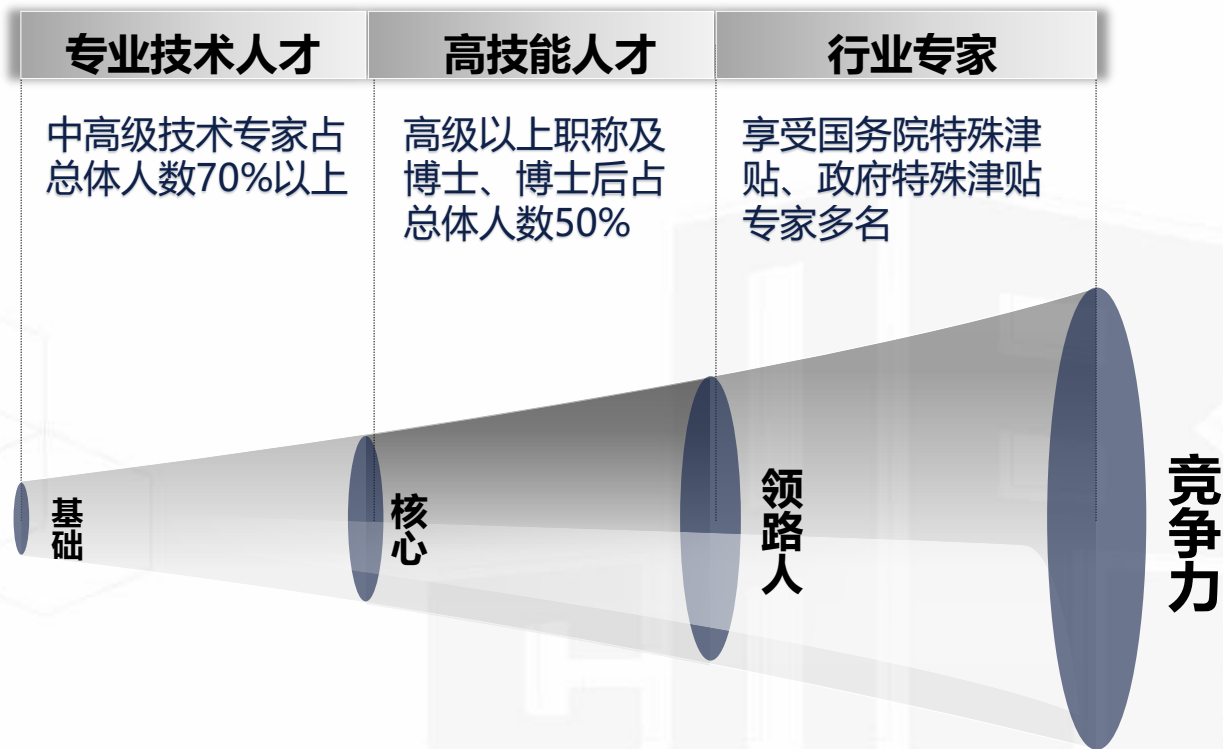 专业技术人才
高技能人才
行业专家
中高级技术专家占
总体人数70%以上
高级以上职称及
博士、博士后占
总体人数50%
享受国务院特殊津
贴、政府特殊津贴
专家多名
基础
核心
领路人
竞争力